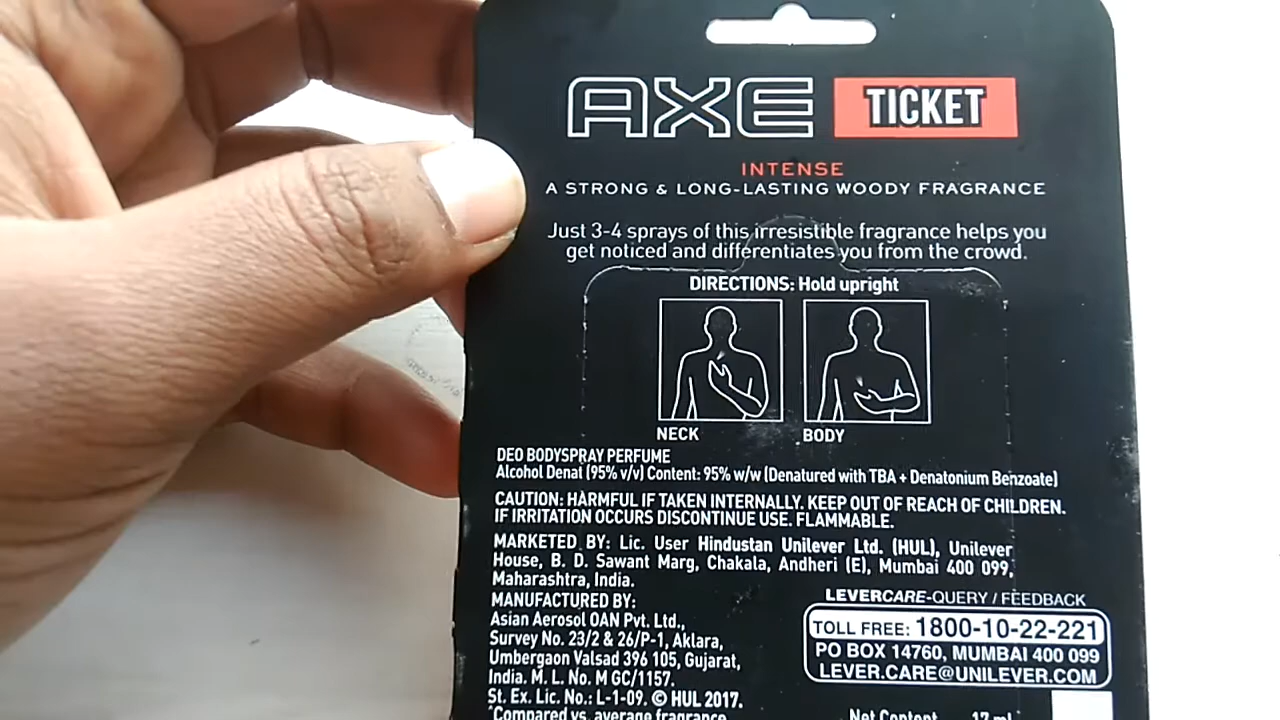 AXE TICKET
INTENSE
A STRONG & LONG-LASTING WOODY FRAGRANCE
Just 3-4 sprays of this irresistible fragrance helps you
get noticed and differentiates you from the crowd.
DIRECTIONS: Hold upright
NECK BODY
DEO BODYSPRAY PERFUME
Alcohol Denat (95% v/v) Content: 95% w/w (Denatured with TBA + Denatonium Benzoate)
CAUTION: HARMFUL IF TAKEN INTERNALLY. KEEP OUT OF REACH OF CHILDREN.
IF IRRITATION OCCURS DISCONTINUE USE. FLAMMABLE.
MARKETED BY: Lic. User Hindustan Unilever Ltd. (HUL), Unilever
House, B. D. Sawant Marg, Chakala, Andheri (E), Mumbai 400 099,
Maharashtra, India.
MANUFACTURED BY:
Asian Aerosol OAN Pvt. Ltd.,
Survey No. 23/2 & 26/P-1, Aklara,
Umbergaon Valsad 396 105, Gujarat,
India. M. L. No. M GC/1157.
St. Ex. Lic. No.: L-1-09. © HUL 2017.
*Compared vs. average fragrance
LEVERCARE-QUERY / FEEDBACK
TOLL FREE: 1800-10-22-221
PO BOX 14760, MUMBAI 400 099
LEVER.CARE@UNILEVER.COM
Net Content 17 ml